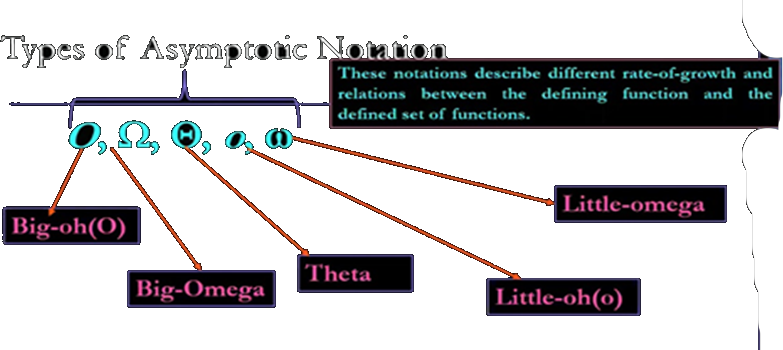 Types of Asymptotic Notation
These notations describe different rate-of-growth and
relations between the defining function and the
defined set of functions.
O, Ω, Θ, o, ω
Little-omega
Big-oh(O)
Theta
Big-Omega
Little-oh(o)